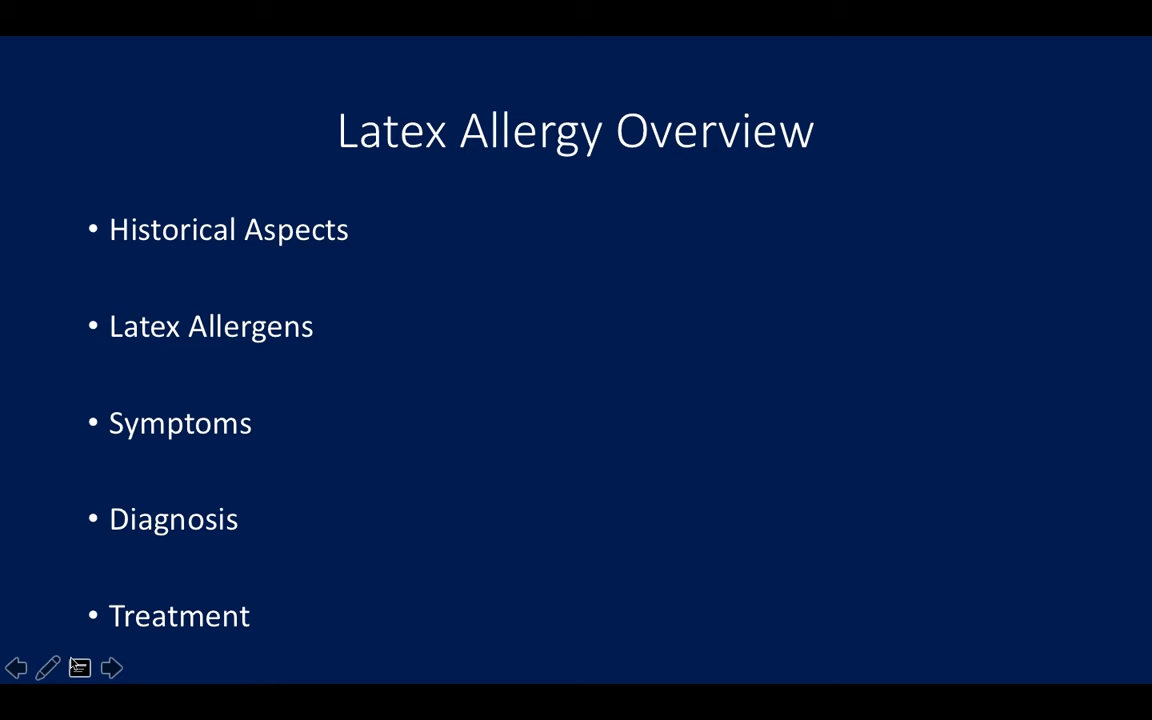 Latex Allergy Overview
• Historical Aspects
• Latex Allergens
• Symptoms
• Diagnosis
• Treatment